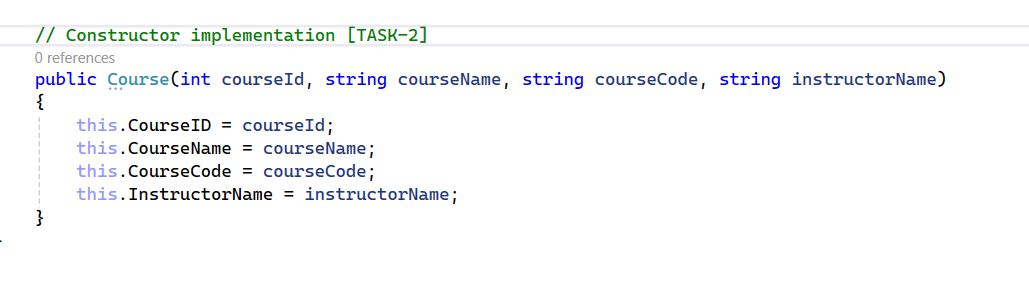 // Constructor implementation [TASK-2]
0 references
public Course(int courseId, string courseName, string courseCode, string instructorName)
{
    this.CourseID = courseId;
    this.CourseName = courseName;
    this.CourseCode = courseCode;
    this.InstructorName = instructorName;
}